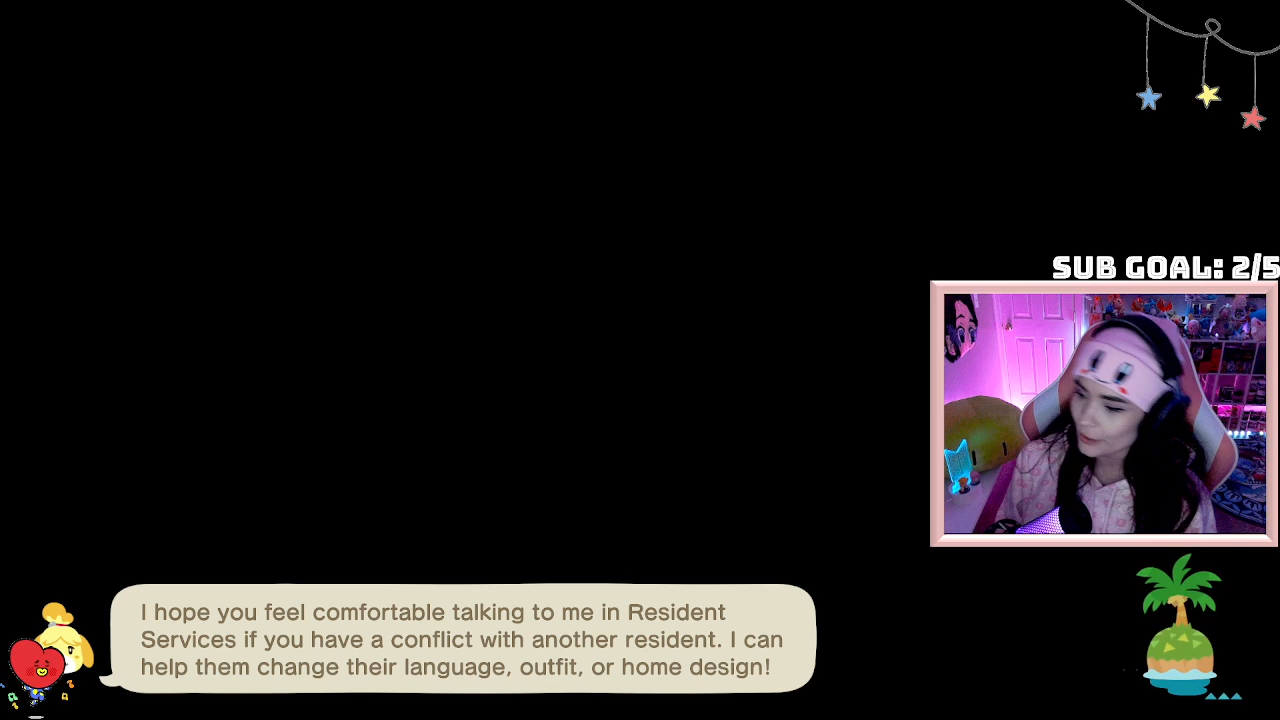 SUB GOAL: 2/5
I hope you feel comfortable talking to me in Resident
Services if you have a conflict with another resident. I can
help them change their language, outfit, or home design!